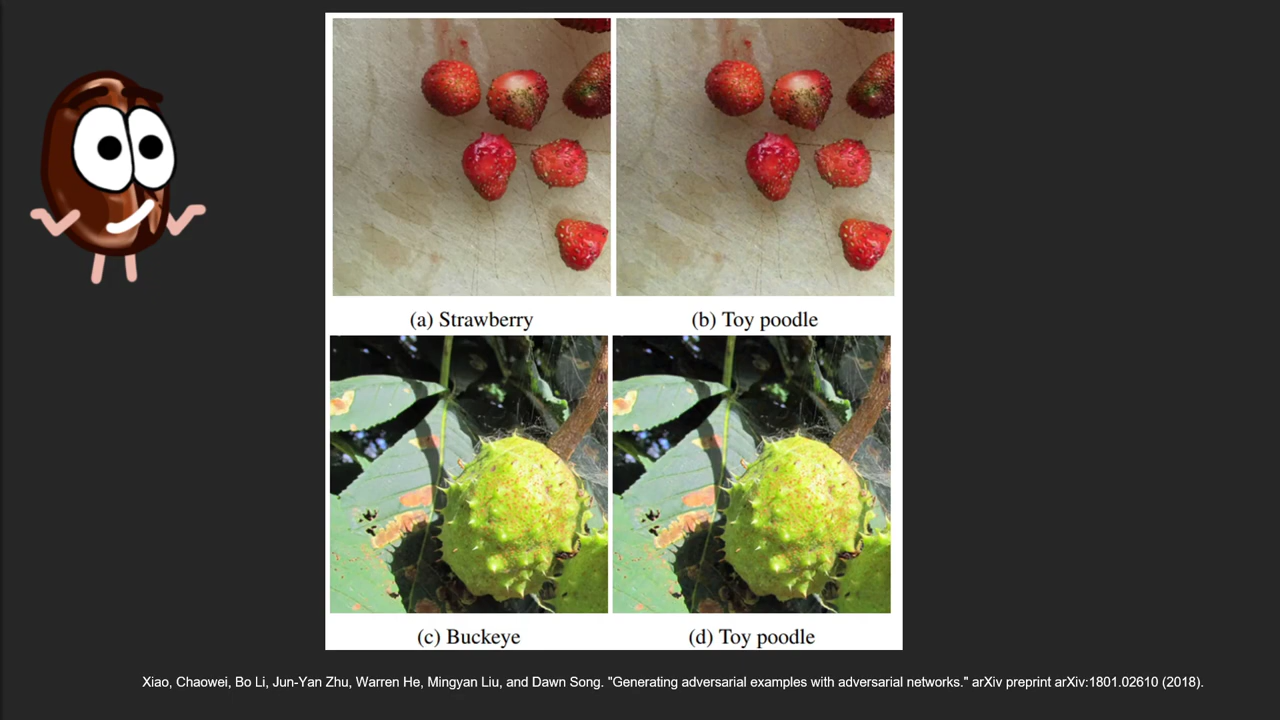 (a) Strawberry
(b) Toy poodle
(c) Buckeye
(d) Toy poodle
Xiao, Chaowei, Bo Li, Jun-Yan Zhu, Warren He, Mingyan Liu, and Dawn Song. "Generating adversarial examples with adversarial networks." arXiv preprint arXiv:1801.02610 (2018).